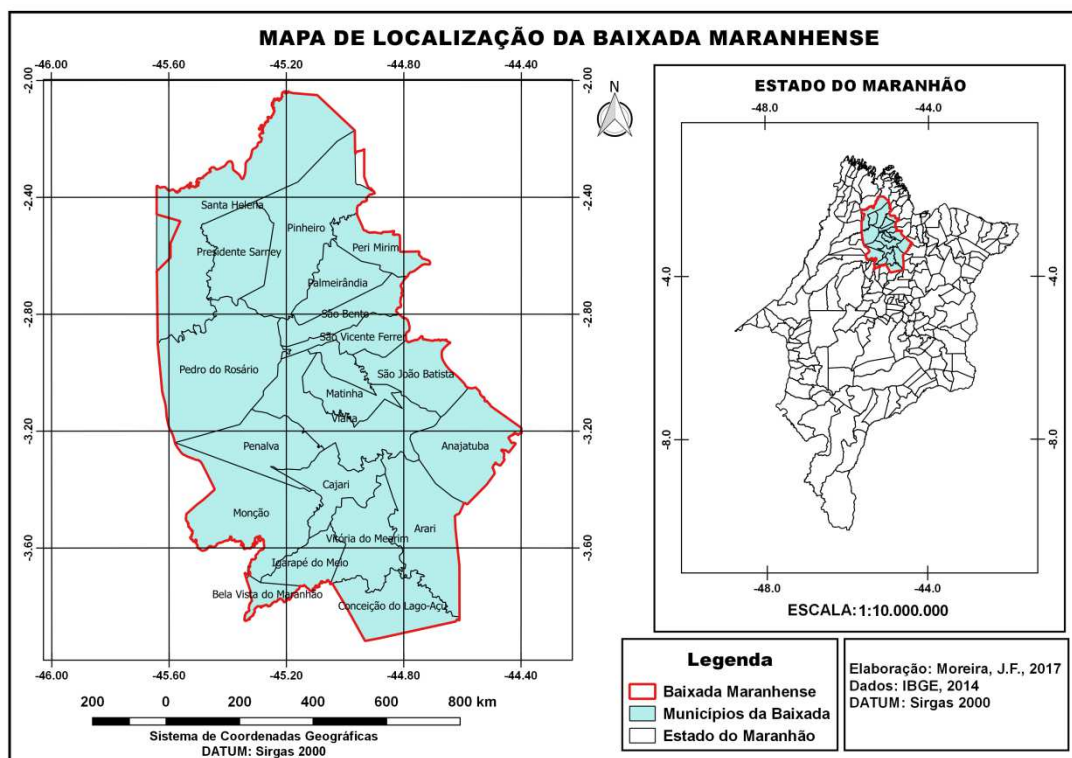 MAPA DE LOCALIZAÇÃO DA BAIXADA MARANHENSE
-46.00 -45.60 -45.20 -44.80 -44.40
-2.00
-2.00
-2.40
-2.40
-2.80
-2.80
-3.20
-3.20
-3.60
-3.60
Santa Helena
Pinheiro
Presidente Sarney
Peri Mirim
Palmeirândia
São Bento
São Vicente Ferrer
Pedro do Rosário
São João Batista
Matinha
Viana
Penalva
Anajatuba
Cajari
Monção
Arari
Vitória do Mearim
Igarapé do Meio
Bela Vista do Maranhão
Conceição do Lago-Açu
-46.00 -45.60 -45.20 -44.80 -44.40
200 0 200 400 600 800 km
Sistema de Coordenadas Geográficas
DATUM: Sirgas 2000
N
ESTADO DO MARANHÃO
-48.0 -44.0
-4.0
-4.0
-8.0
-8.0
-48.0 -44.0
ESCALA: 1:10.000.000
Legenda
Baixada Maranhense
Municípios da Baixada
Estado do Maranhão
Elaboração: Moreira, J.F., 2017
Dados: IBGE, 2014
DATUM: Sirgas 2000